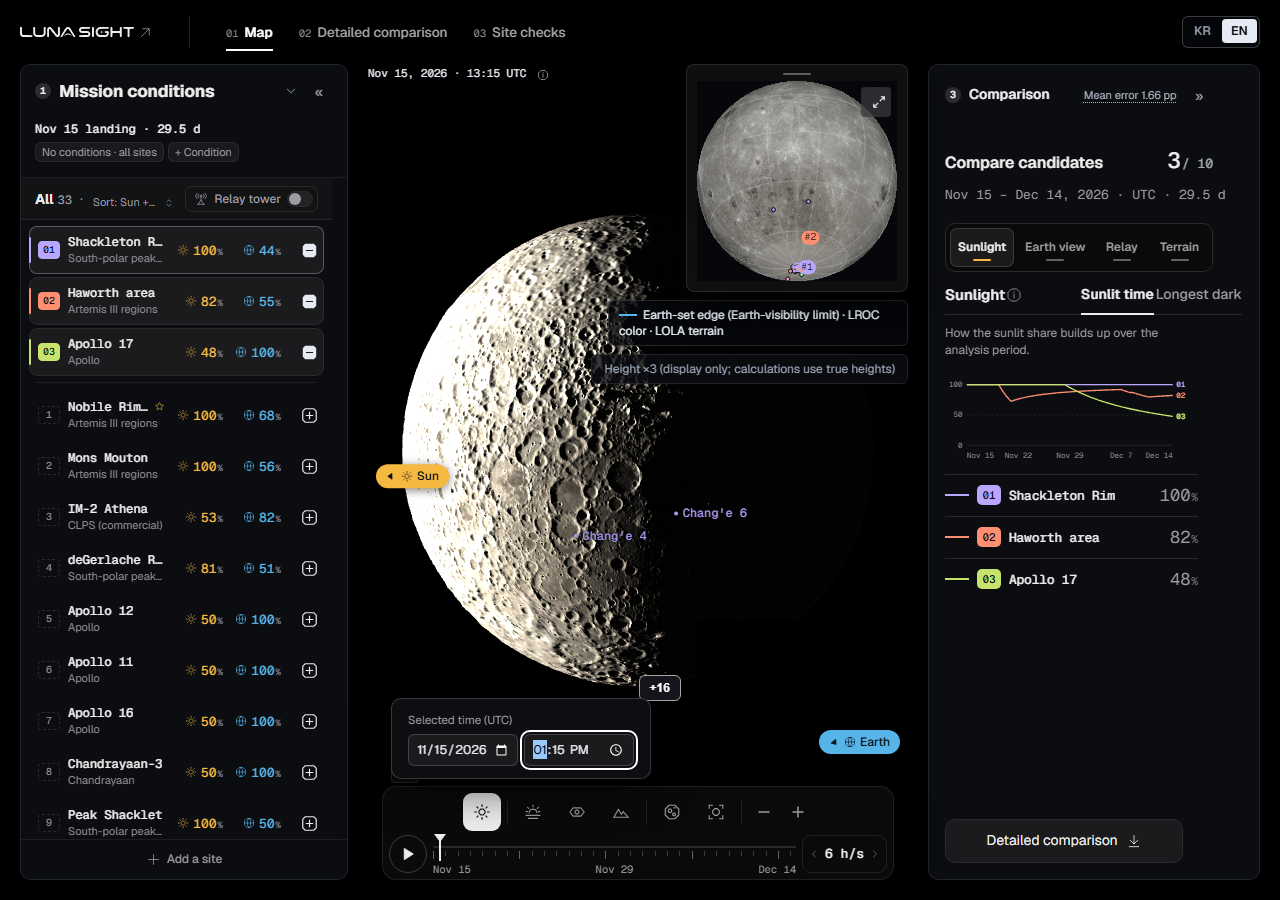 LUNA SIGHT
01 Map
02 Detailed comparison
03 Site checks
KR EN
1 Mission conditions
Nov 15 landing · 29.5 d
No conditions · all sites
+ Condition
All 33 · Sort: Sun +…
Relay tower
01 Shackleton R… 100% 44%
South-polar peak…
02 Haworth area 82% 55%
Artemis III regions
03 Apollo 17 48% 100%
Apollo
1 Nobile Rim… 100% 68%
Artemis III regions
2 Mons Mouton 100% 56%
Artemis III regions
3 IM-2 Athena 53% 82%
CLPS (commercial)
4 deGerlache R… 81% 51%
South-polar peak…
5 Apollo 12 50% 100%
Apollo
6 Apollo 11 50% 100%
Apollo
7 Apollo 16 50% 100%
Apollo
8 Chandrayaan-3 50% 100%
Chandrayaan
9 Peak Shacklet 100% 50%
South-polar peak…
+ Add a site
Nov 15, 2026 · 13:15 UTC
#2
#1
Earth-set edge (Earth-visibility limit) · LROC
color · LOLA terrain
Height ×3 (display only; calculations use true heights)
Sun
Chang'e 6
Chang'e 4
+16
Selected time (UTC)
11/15/2026
01:15 PM
Earth
6 h/s
Nov 15
Nov 29
Dec 14
3 Comparison
Mean error 1.66 pp
Compare candidates
3 / 10
Nov 15 – Dec 14, 2026 · UTC · 29.5 d
Sunlight
Earth view
Relay
Terrain
Sunlight
Sunlit time
Longest dark
How the sunlit share builds up over the
analysis period.
100
50
0
01
02
03
Nov 15
Nov 22
Nov 29
Dec 7
Dec 14
01 Shackleton Rim 100%
02 Haworth area 82%
03 Apollo 17 48%
Detailed comparison